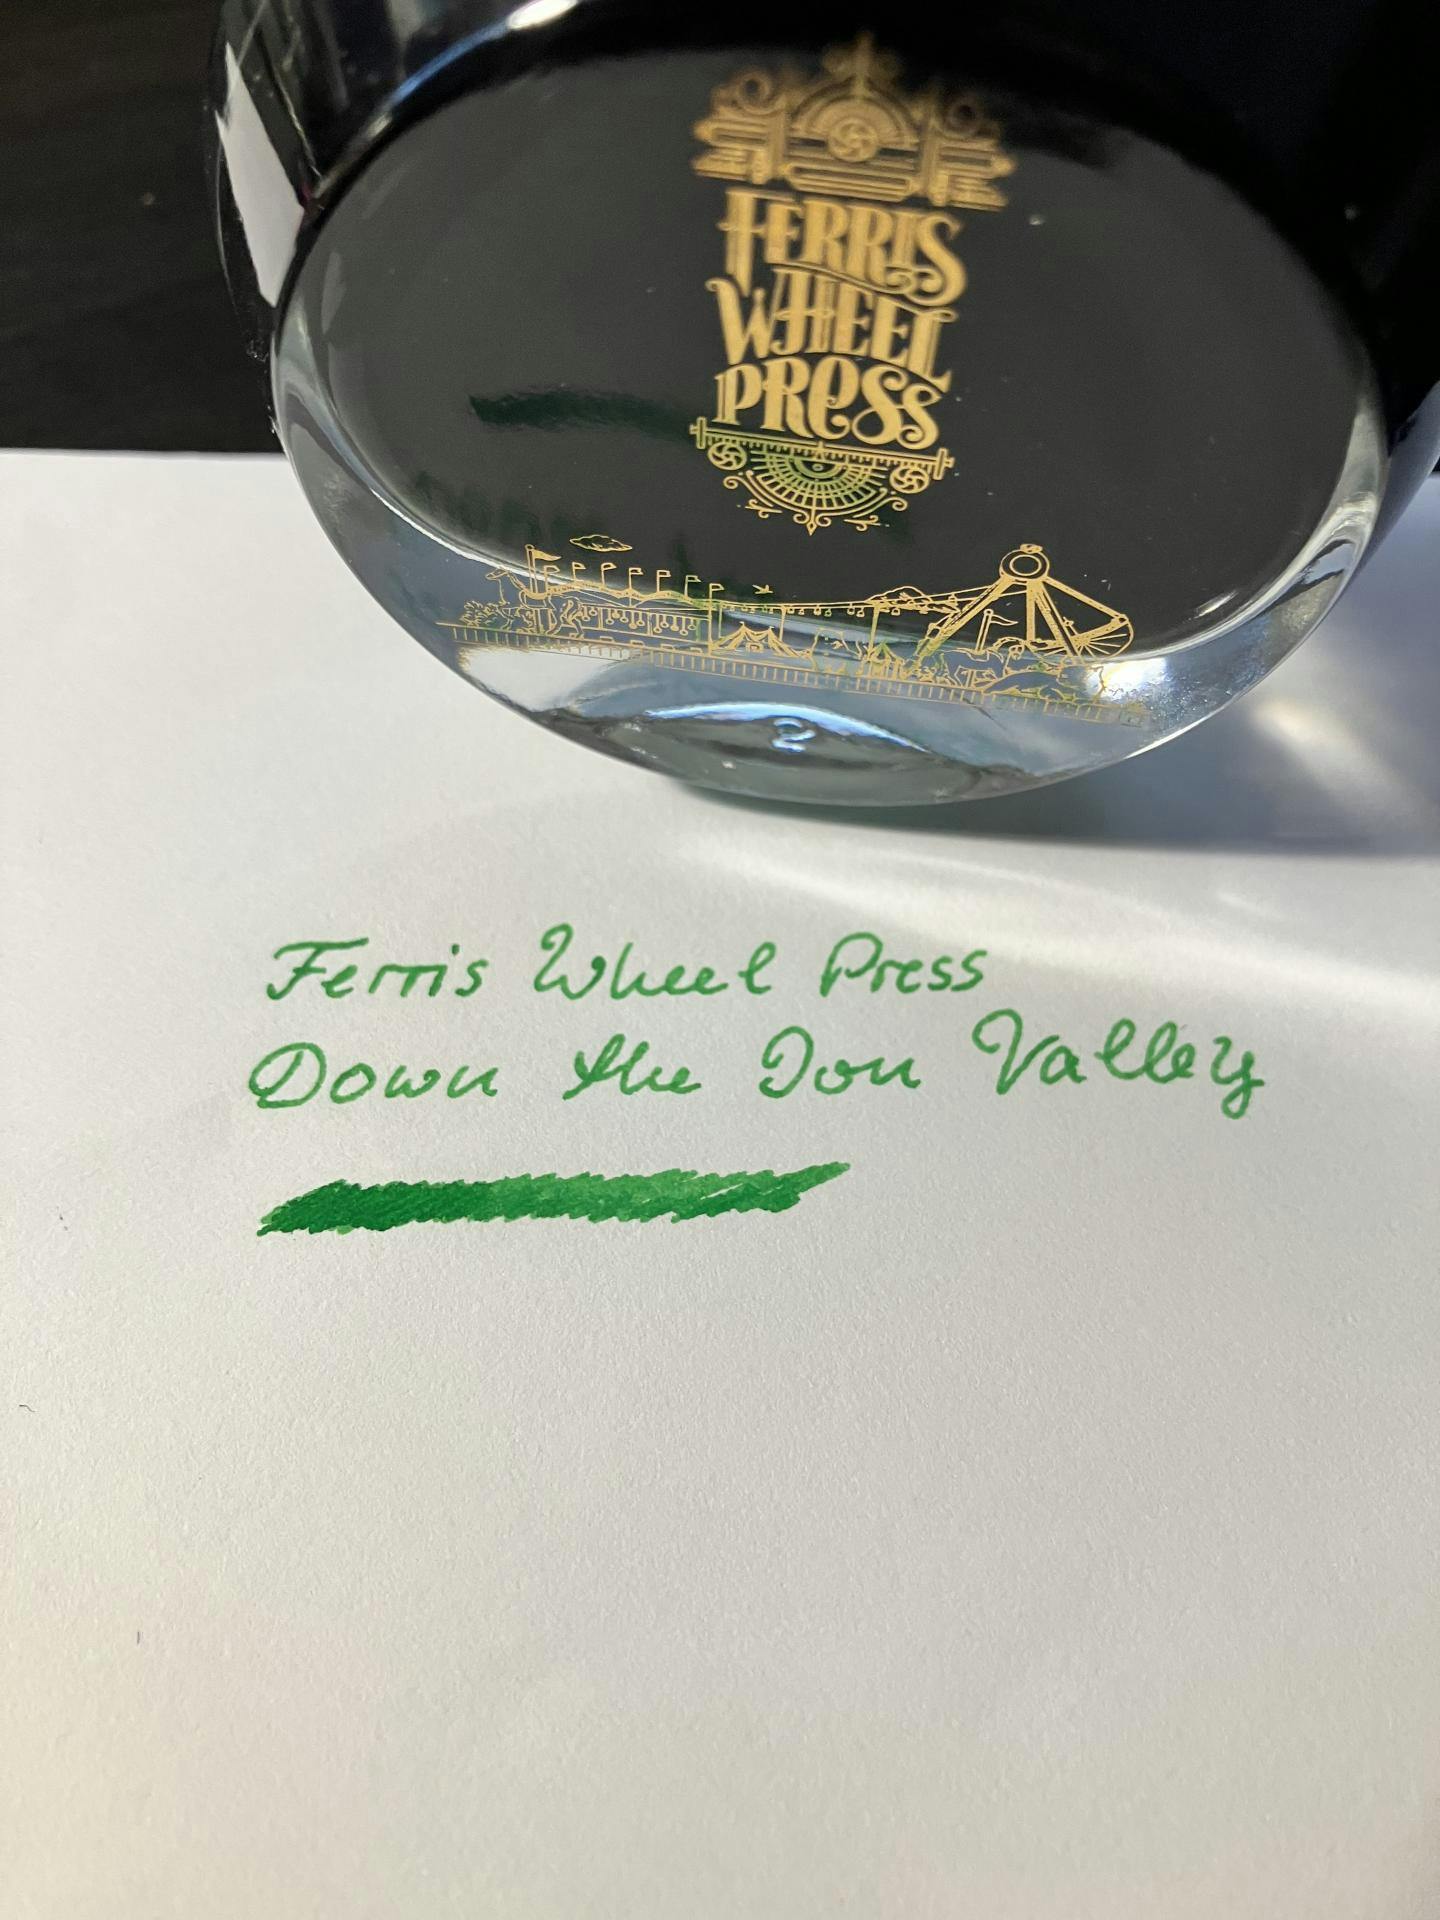 FERRIS
WHEEL
PRESS
Ferris Wheel Press
Down the Don Valley